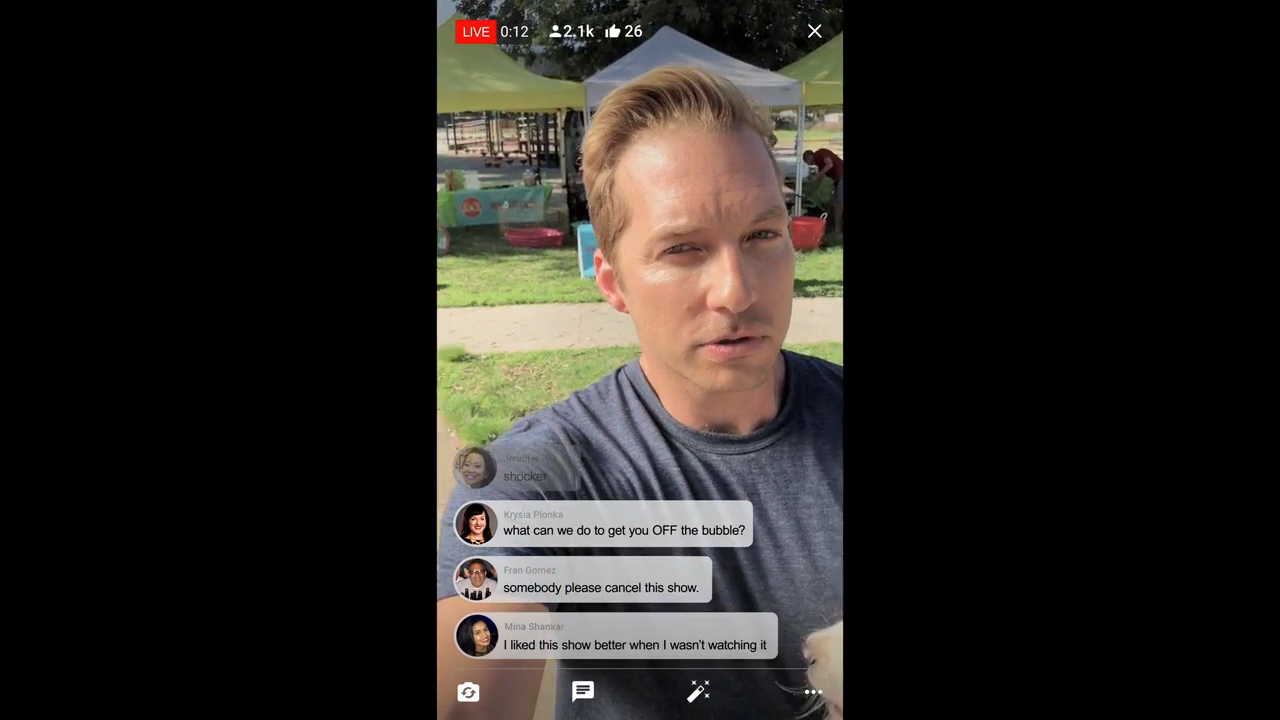 LIVE 0:12 2.1k 26
shocker
Krysia Plonka
what can we do to get you OFF the bubble?
Fran Gomez
somebody please cancel this show.
Mina Shankar
I liked this show better when I wasn't watching it